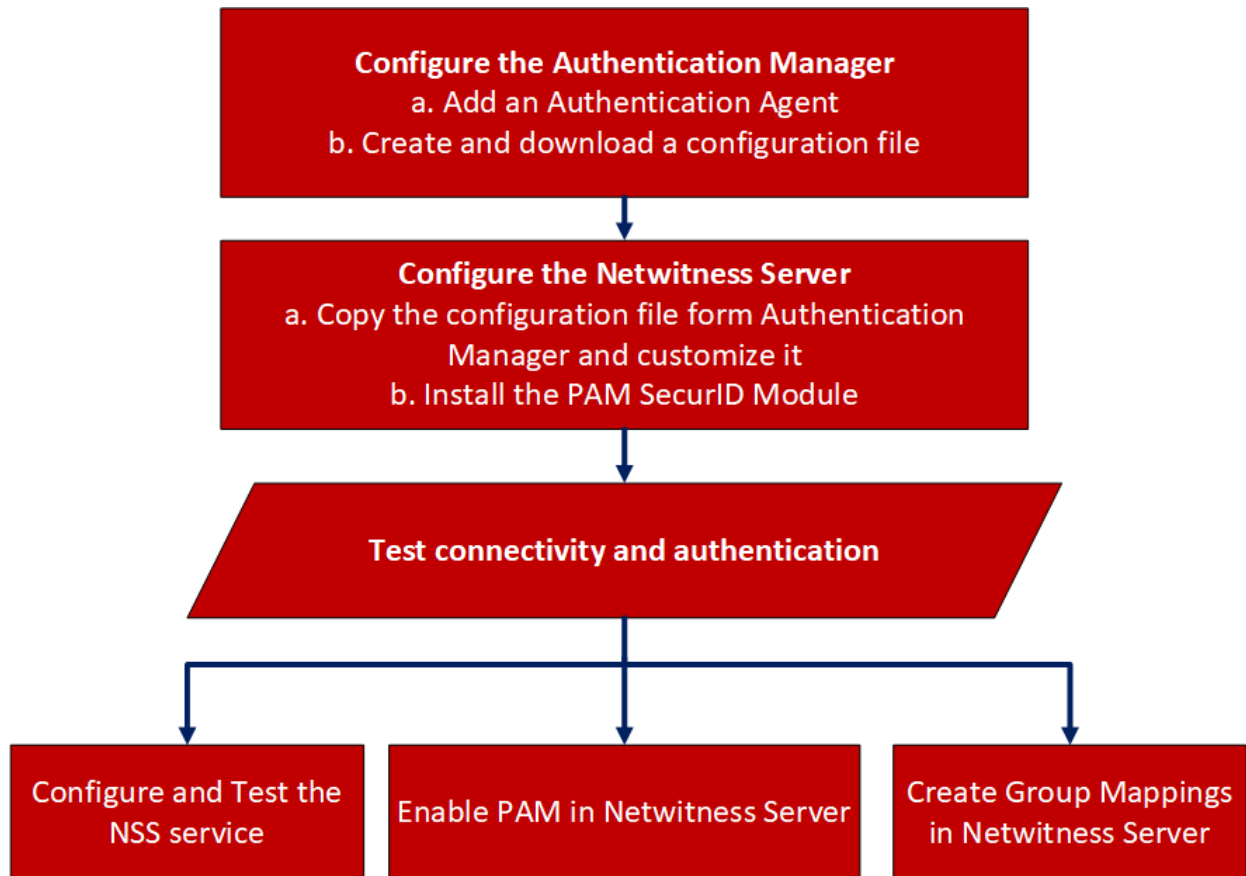 Configure the Authentication Manager
a. Add an Authentication Agent
b. Create and download a configuration file
Configure the Netwitness Server
a. Copy the configuration file form Authentication
Manager and customize it
b. Install the PAM SecurID Module
Test connectivity and authentication
Configure and Test the
NSS service
Enable PAM in Netwitness Server
Create Group Mappings
in Netwitness Server